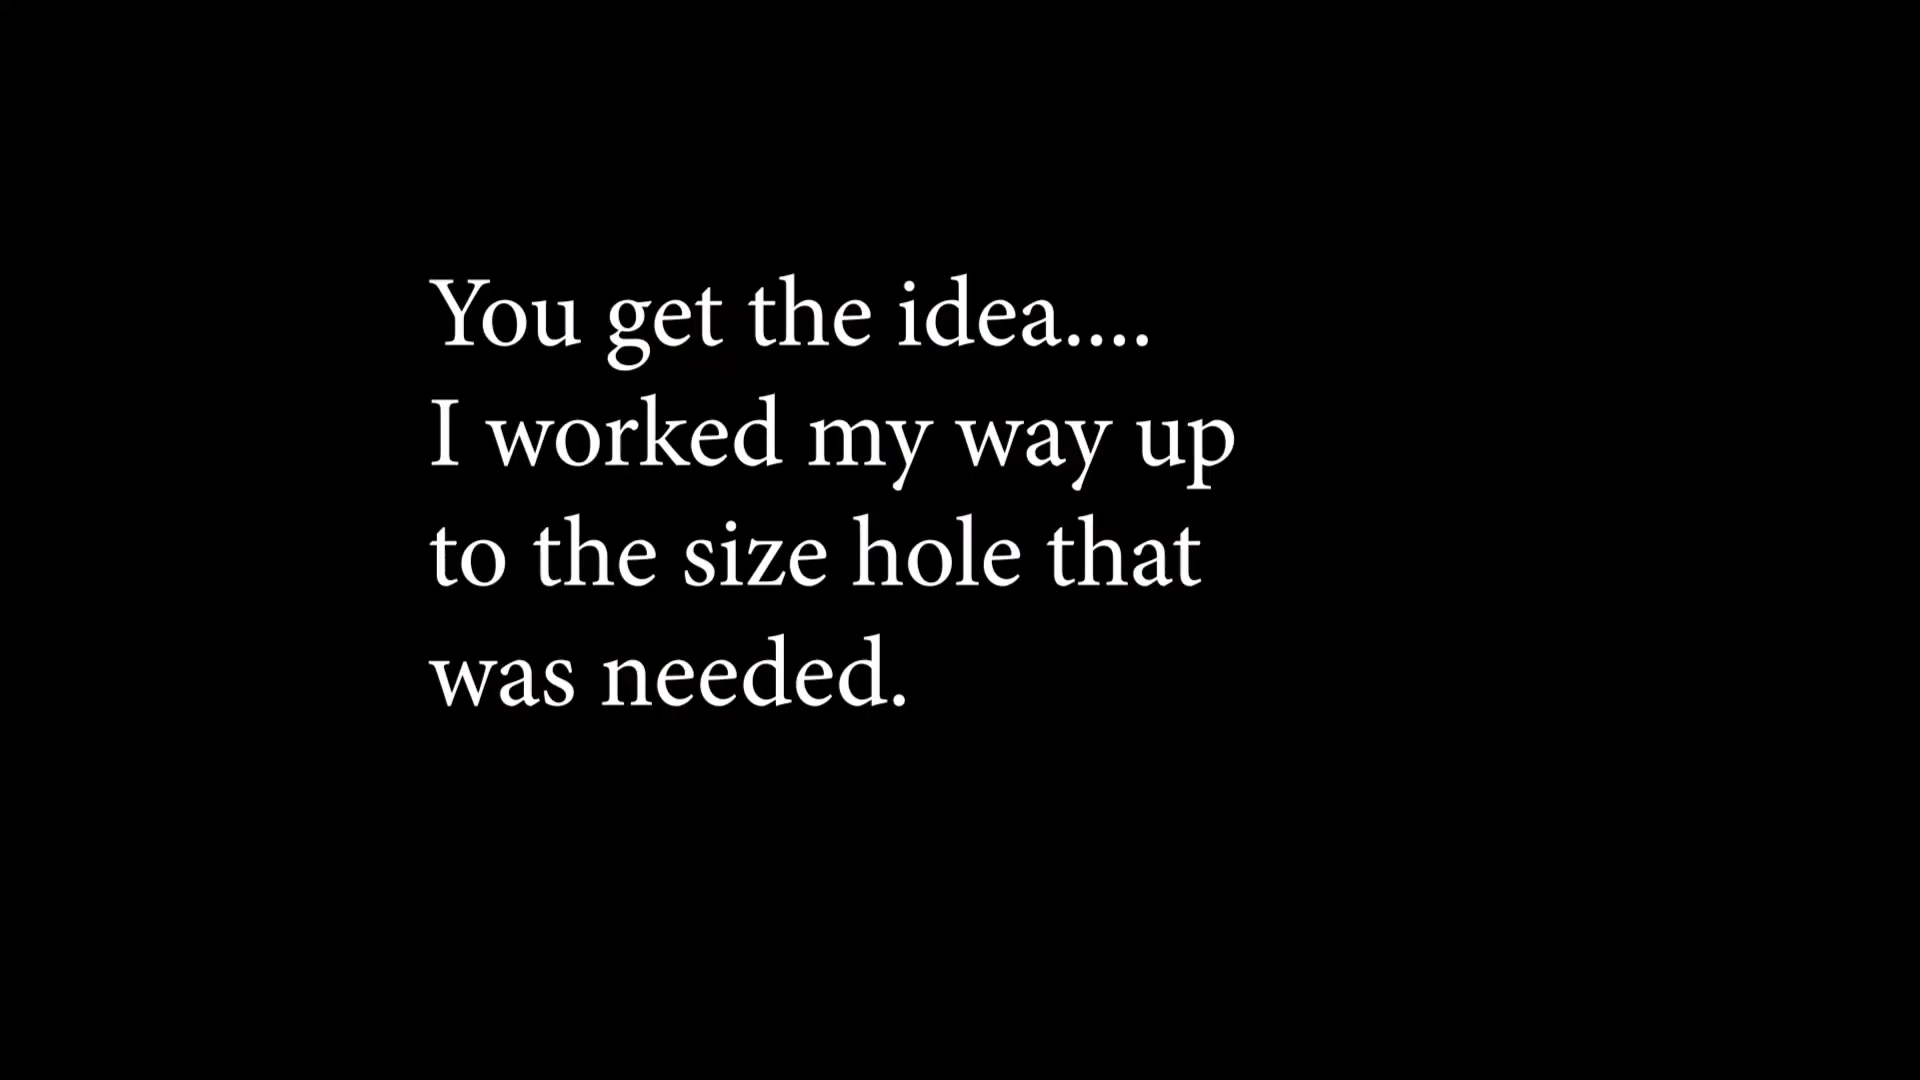 You get the idea....
I worked my way up
to the size hole that
was needed.